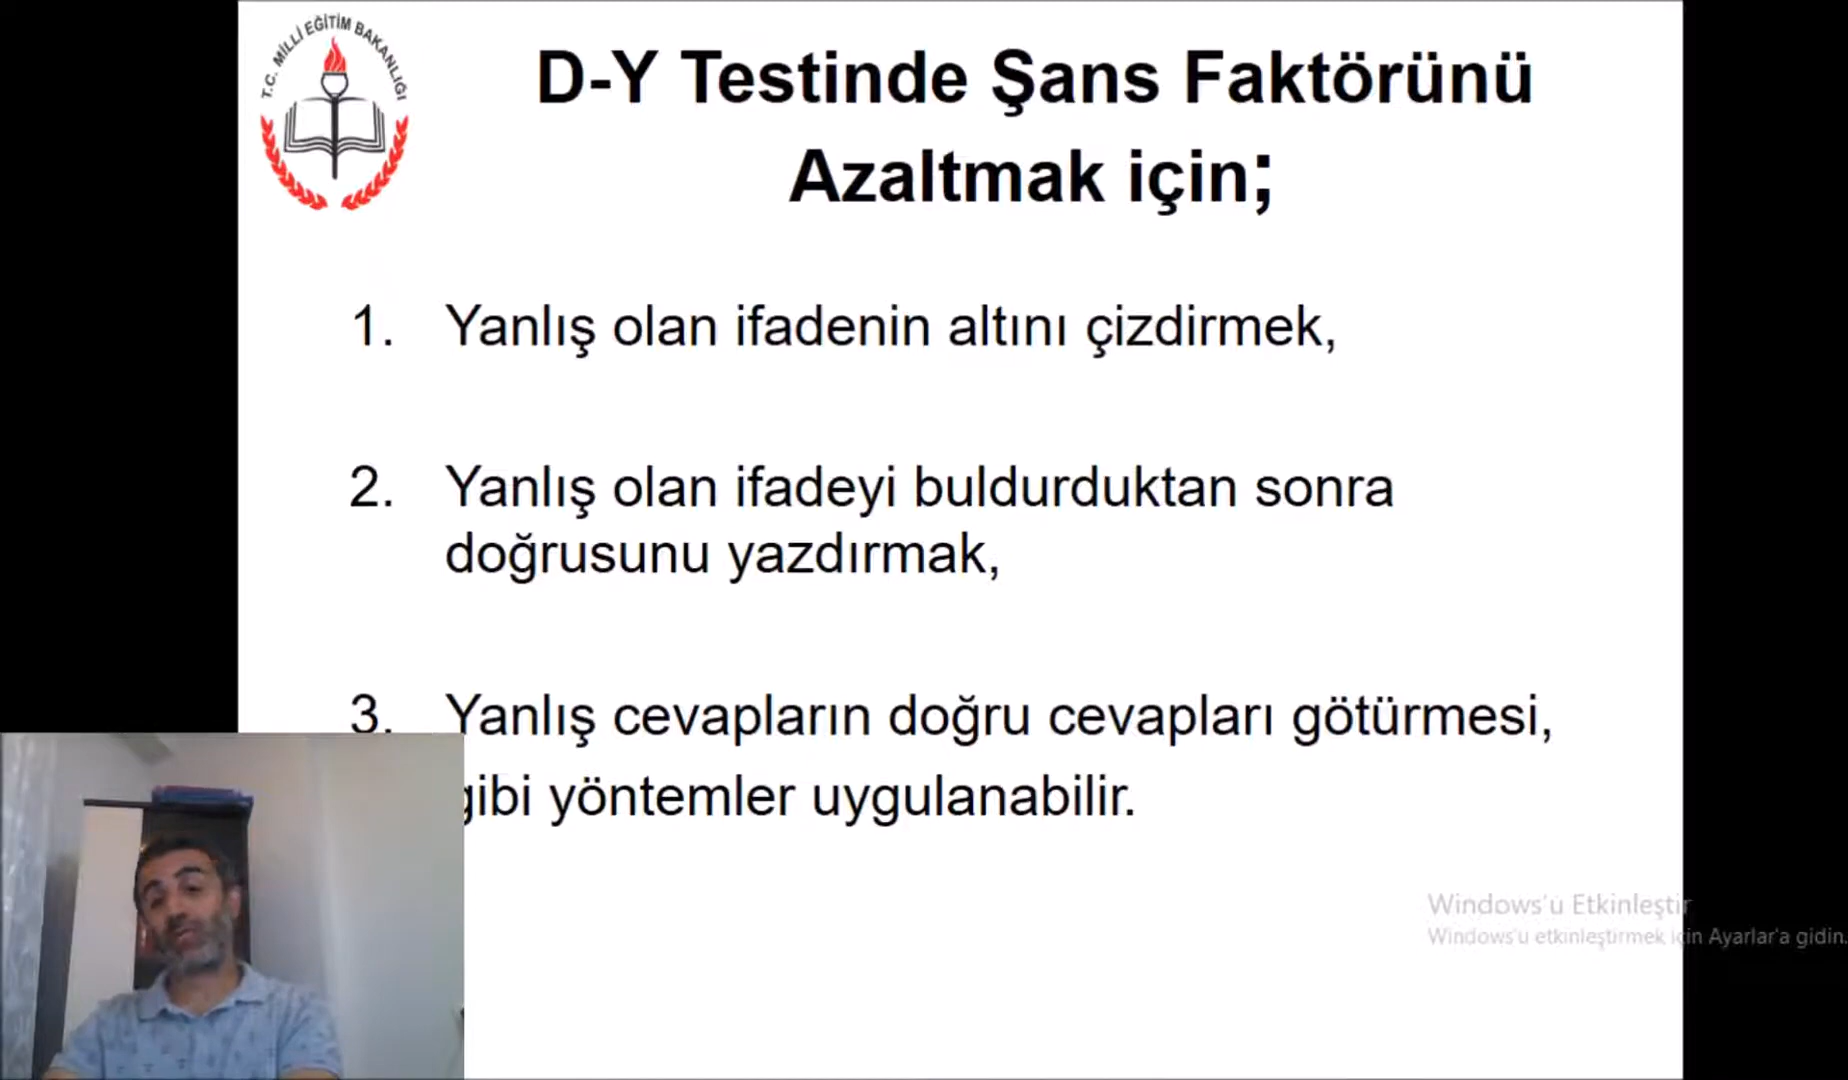 T.C. MİLLİ EĞİTİM BAKANLIĞI
D-Y Testinde Şans Faktörünü
Azaltmak için;
1. Yanlış olan ifadenin altını çizdirmek,
2. Yanlış olan ifadeyi buldurduktan sonra
doğrusunu yazdırmak,
3. Yanlış cevapların doğru cevapları götürmesi,
gibi yöntemler uygulanabilir.
Windows'u Etkinleştir
Windows'u etkinleştirmek için Ayarlar'a gidin.